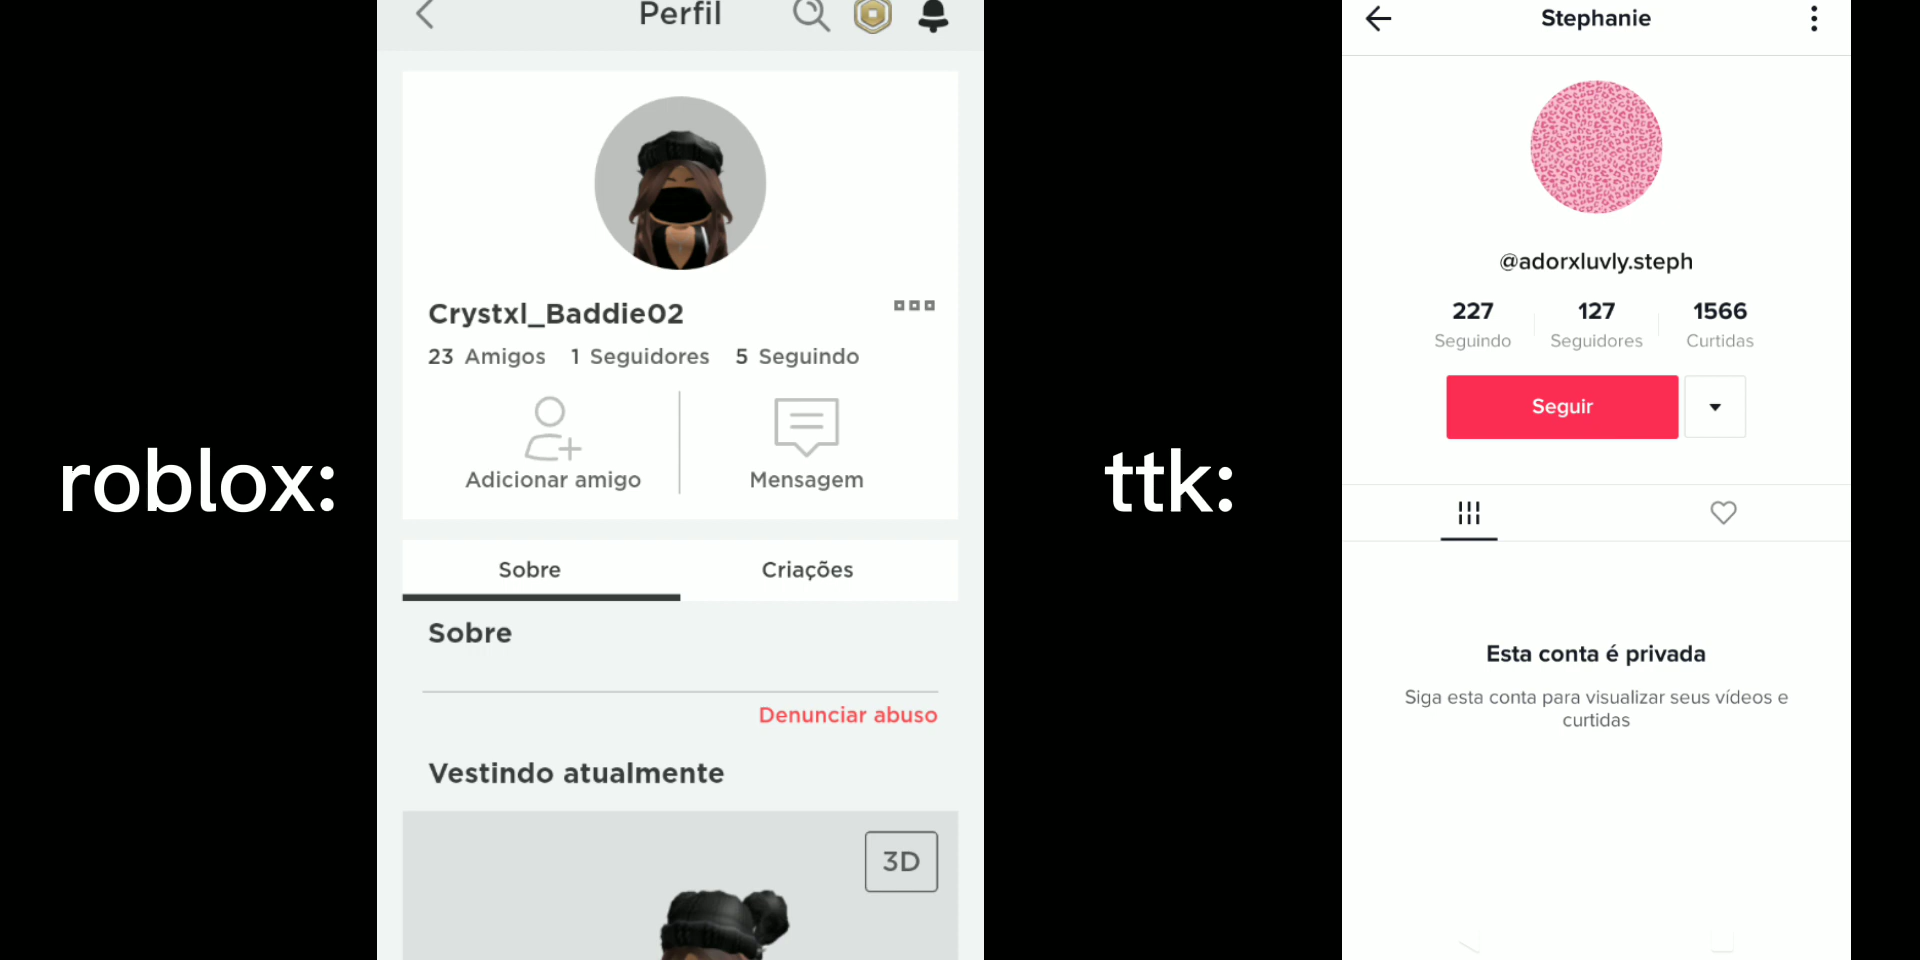 roblox:
Perfil
Crystxl_Baddie02
23 Amigos 1 Seguidores 5 Seguindo
Adicionar amigo
Mensagem
Sobre
Criações
Sobre
Denunciar abuso
Vestindo atualmente
3D
ttk:
Stephanie
@adorxluvly.steph
227 127 1566
Seguindo Seguidores Curtidas
Seguir
Esta conta é privada
Siga esta conta para visualizar seus vídeos e
curtidas